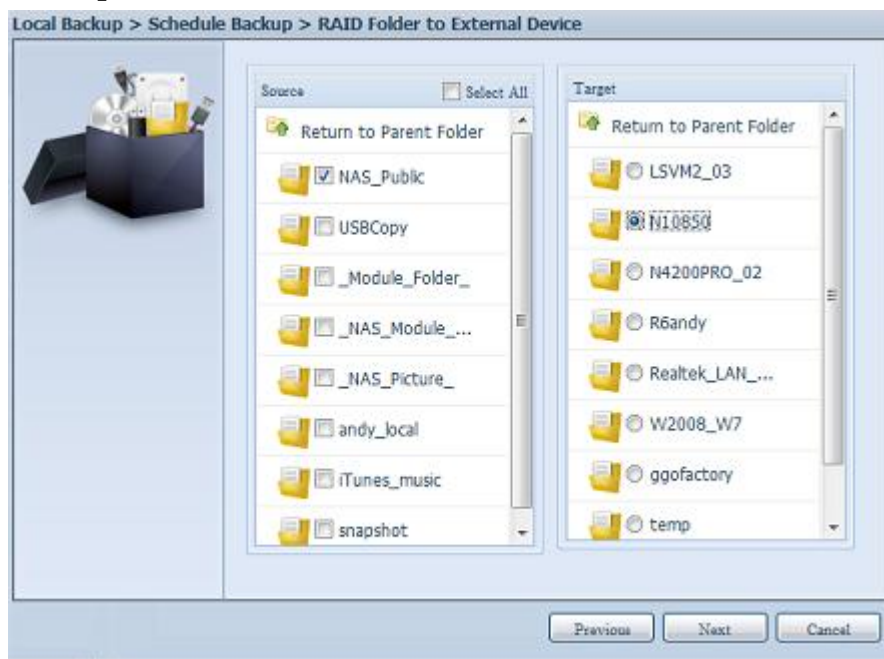 Local Backup > Schedule Backup > RAID Folder to External Device
Source
Select All
Return to Parent Folder
NAS_Public
USBCopy
_Module_Folder_
_NAS_Module_...
_NAS_Picture_
andy_local
iTunes_music
snapshot
Target
Return to Parent Folder
LSVM2_03
N10850
N4200PRO_02
R6andy
Realtek_LAN_...
W2008_W7
ggofactory
temp
Previous
Next
Cancel